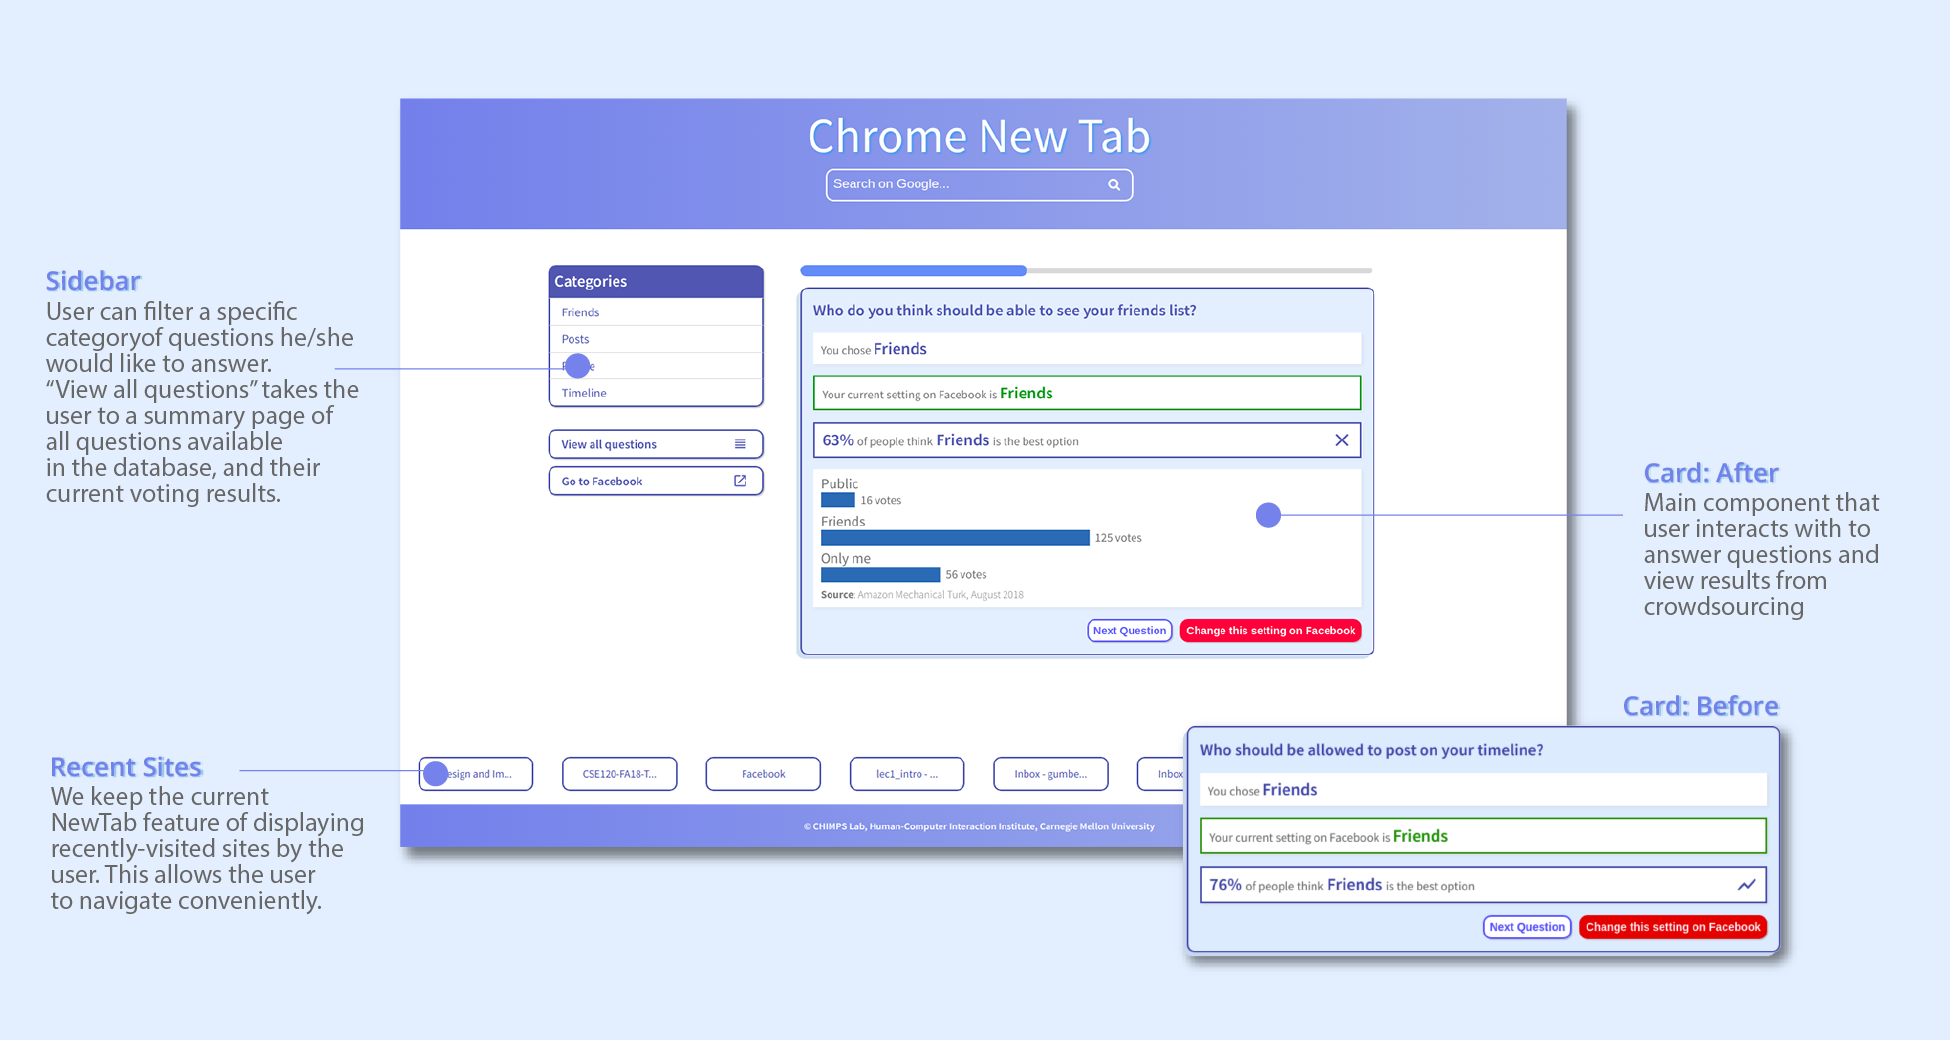 Chrome New Tab
Search on Google...
Sidebar
User can filter a specific
categoryof questions he/she
would like to answer.
“View all questions” takes the
user to a summary page of
all questions available
in the database, and their
current voting results.
Categories
Friends
Posts
Timeline
View all questions
Go to Facebook
Who do you think should be able to see your friends list?
You chose Friends
Your current setting on Facebook is Friends
63% of people think Friends is the best option
Public
16 votes
Friends
125 votes
Only me
56 votes
Source: Amazon Mechanical Turk, August 2018
Next Question
Change this setting on Facebook
Card: After
Main component that
user interacts with to
answer questions and
view results from
crowdsourcing
Recent Sites
We keep the current
NewTab feature of displaying
recently-visited sites by the
user. This allows the user
to navigate conveniently.
esign and Im...
CSE120-FA18-T...
Facebook
lec1_intro - ...
Inbox - gumbe...
Inbox
© CHIMPS Lab, Human-Computer Interaction Institute, Carnegie Mellon University
Card: Before
Who should be allowed to post on your timeline?
You chose Friends
Your current setting on Facebook is Friends
76% of people think Friends is the best option
Next Question
Change this setting on Facebook